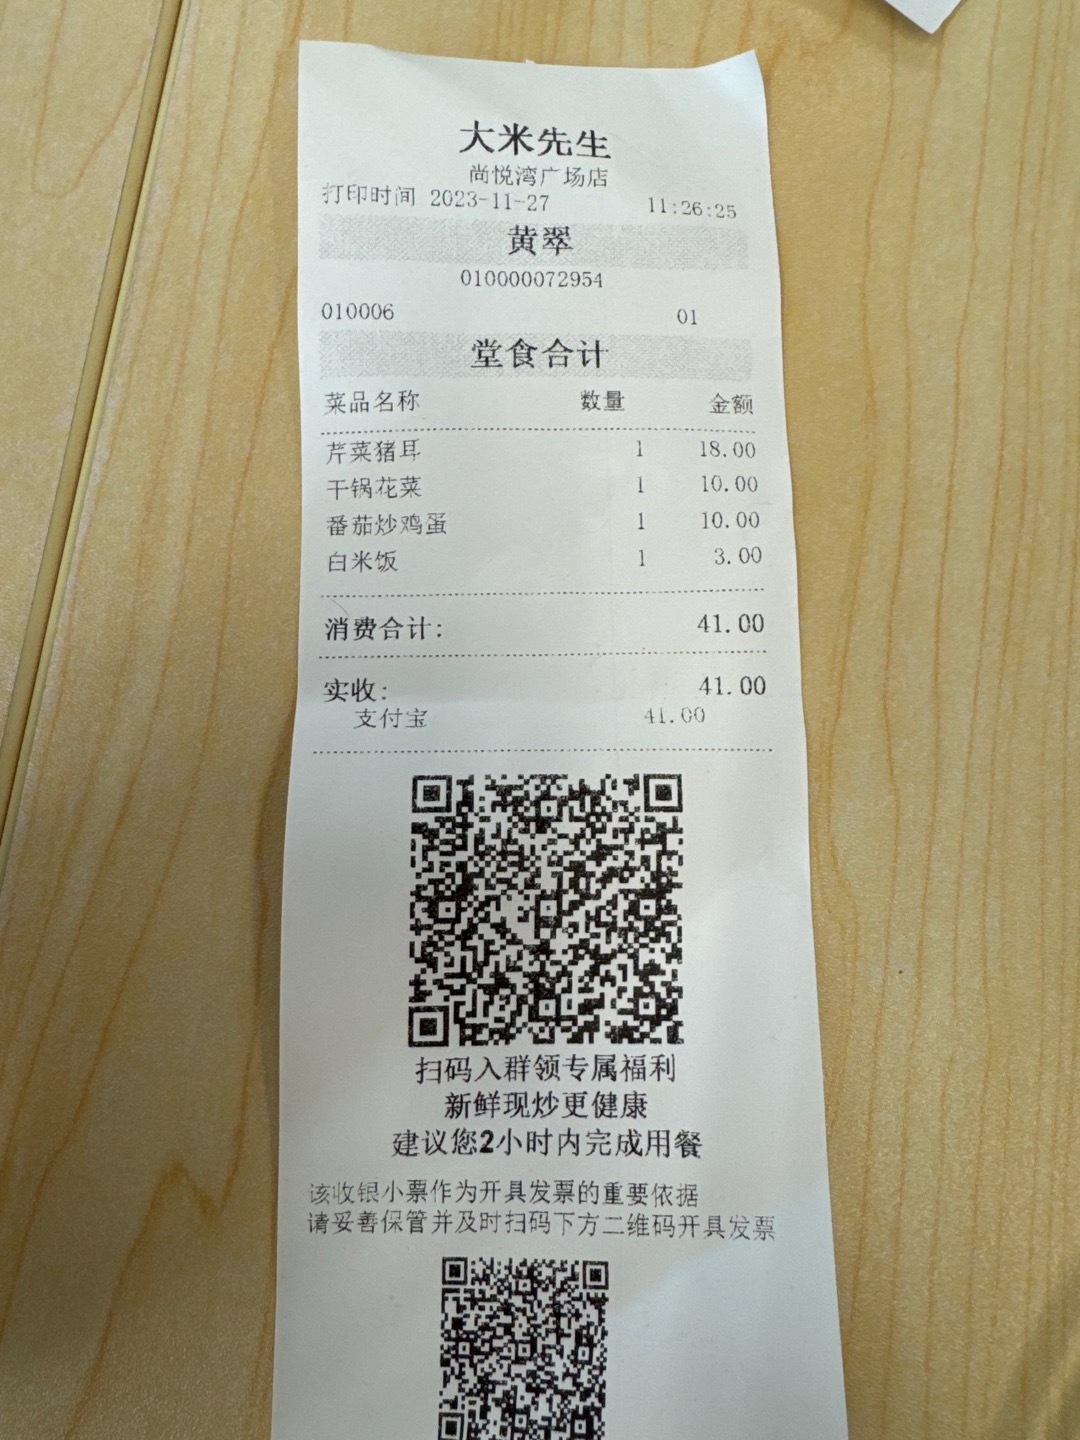 大米先生
尚悦湾广场店
打印时间 2023-11-27 11:26:25
黄翠
010000072954
010006 01
堂食合计
菜品名称 数量 金额
芹菜猪耳 1 18.00
干锅花菜 1 10.00
番茄炒鸡蛋 1 10.00
白米饭 1 3.00
消费合计: 41.00
实收: 41.00
支付宝 41.00
扫码入群领专属福利
新鲜现炒更健康
建议您2小时内完成用餐
该收银小票作为开具发票的重要依据
请妥善保管并及时扫码下方二维码开具发票